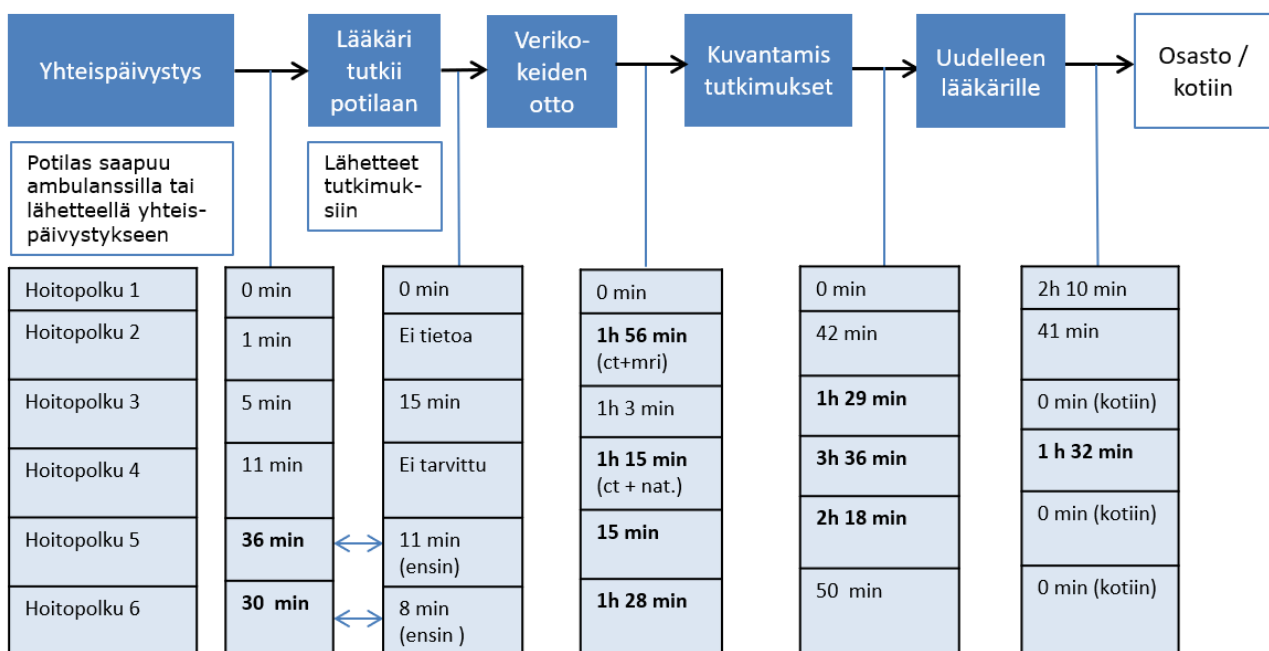 Yhteispäivystys
Lääkäri
tutkii
potilaan
Veriko-
keiden
otto
Kuvantamis
tutkimukset
Uudelleen
lääkärille
Osasto /
kotiin
Potilas saapuu
ambulanssilla tai
lähetteellä yhteis-
päivystykseen
Lähetteet
tutkimuk-
siin
Hoitopolku 1
0 min
0 min
0 min
0 min
2h 10 min
Hoitopolku 2
1 min
Ei tietoa
1h 56 min
(ct+mri)
42 min
41 min
Hoitopolku 3
5 min
15 min
1h 3 min
1h 29 min
0 min (kotiin)
Hoitopolku 4
11 min
Ei tarvittu
1h 15 min
(ct + nat.)
3h 36 min
1 h 32 min
Hoitopolku 5
36 min
11 min
(ensin)
15 min
2h 18 min
0 min (kotiin)
Hoitopolku 6
30 min
8 min
(ensin )
1h 28 min
50 min
0 min (kotiin)